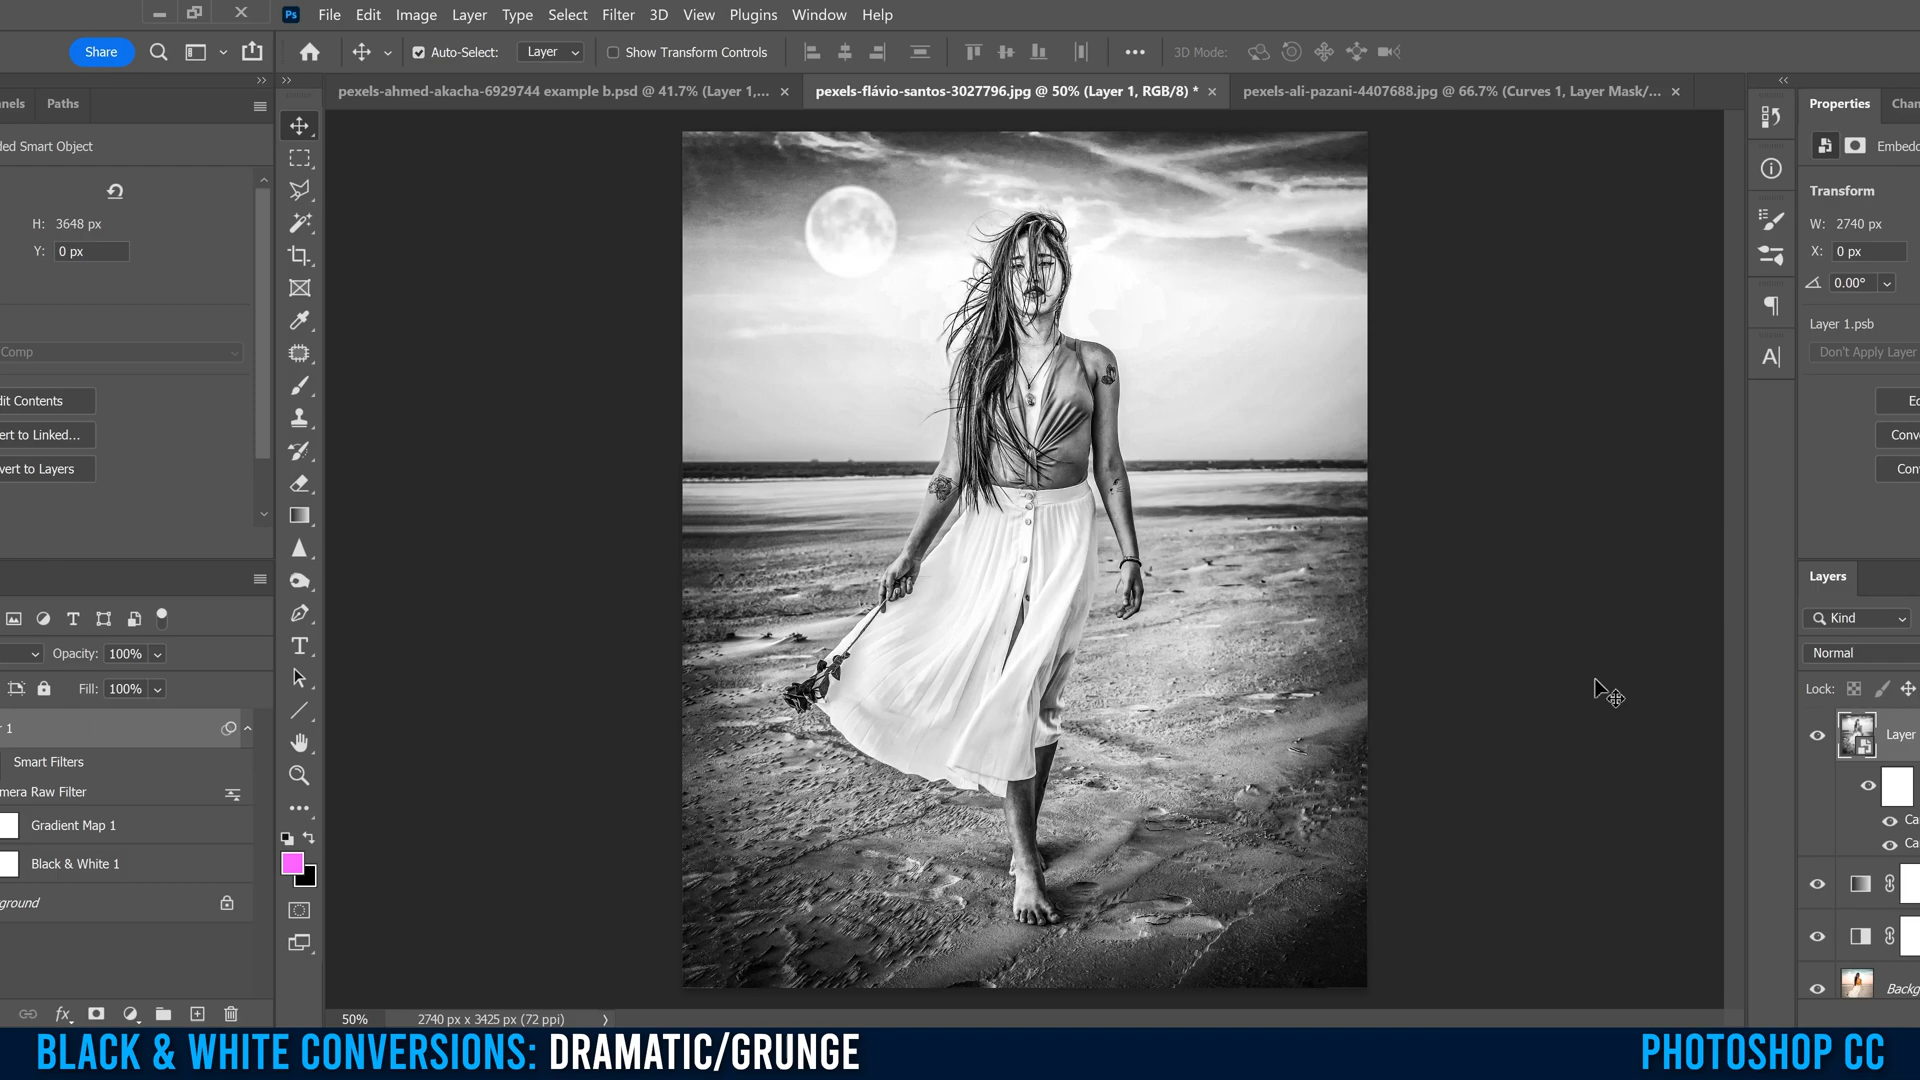 Ps File Edit Image Layer Type Select Filter 3D View Plugins Window Help
Share Auto-Select: Layer Show Transform Controls 3D Mode:
nels Paths
pexels-ahmed-akacha-6929744 example b.psd @ 41.7% (Layer 1,...
pexels-flávio-santos-3027796.jpg @ 50% (Layer 1, RGB/8) *
pexels-ali-pazani-4407688.jpg @ 66.7% (Curves 1, Layer Mask/...
Properties Chan
ded Smart Object
Embedd
Transform
H: 3648 px
W: 2740 px
Y: 0 px
X: 0 px
0.00°
Layer 1.psb
Comp
Don't Apply Layer
dit Contents
Ed
ert to Linked...
Conve
vert to Layers
Con
Layers
Kind
Opacity: 100%
Normal
Fill: 100%
Lock:
r 1
Layer
Smart Filters
mera Raw Filter
Ca
Gradient Map 1
Ca
Black & White 1
ground
Backg
50% 2740 px x 3425 px (72 ppi)
BLACK & WHITE CONVERSIONS: DRAMATIC/GRUNGE
PHOTOSHOP CC